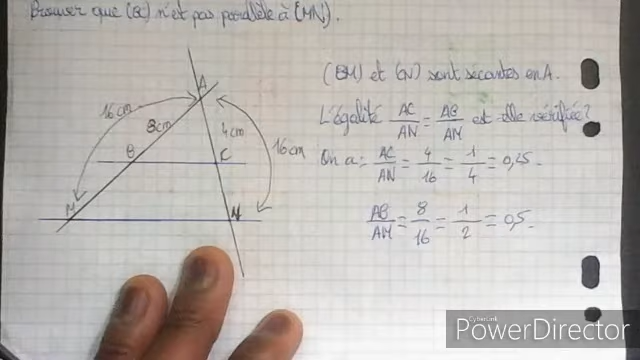 Prouver que (BC) n'est pas parallèle à (MN).
(BM) et (CN) sont sécantes en A.
L'égalité AC/AN = AB/AM est-elle vérifiée?
On a : AC/AN = 4/16 = 1/4 = 0,25.
AB/AM = 8/16 = 1/2 = 0,5.
A
16cm
8cm
4cm
16cm
B
C
M
N
CyberLink
PowerDirector